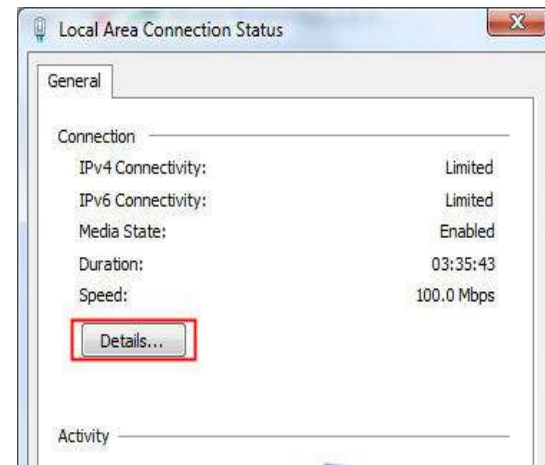 Local Area Connection Status
General
Connection
IPv4 Connectivity: Limited
IPv6 Connectivity: Limited
Media State: Enabled
Duration: 03:35:43
Speed: 100.0 Mbps
Details...
Activity